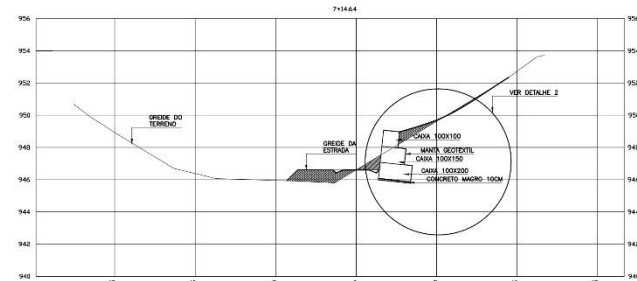 7+14.64
956
956
954
954
952
952
950
950
948
948
946
946
944
944
942
942
940
940
VER DETALHE 2
GREIDE DO
TERRENO
GREIDE DA
ESTRADA
CAIXA 100X100
MANTA GEOTEXTIL
CAIXA 100X150
CAIXA 100X200
CONCRETO MAGRO 10CM